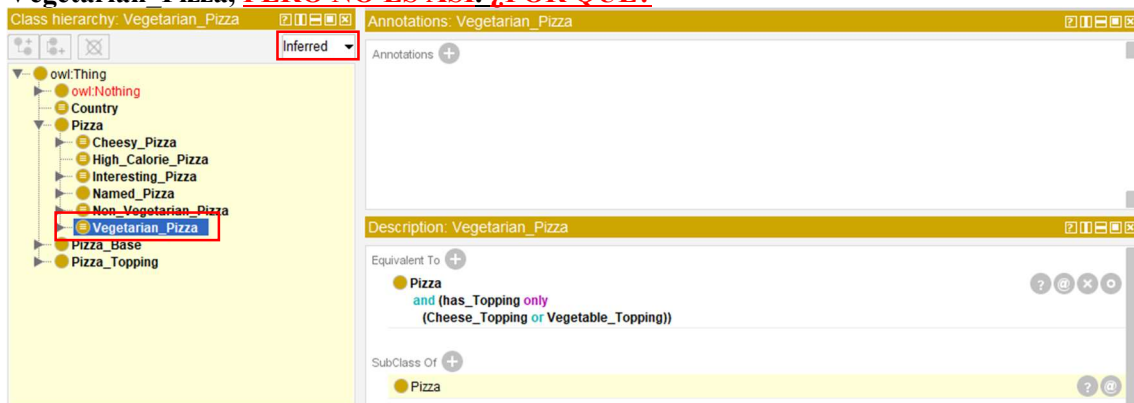 Vegetarian_Pizza, PERO NO ES ASÍ. ¿POR QUÉ?
Class hierarchy: Vegetarian_Pizza
Inferred
owl:Thing
owl:Nothing
Country
Pizza
Cheesy_Pizza
High_Calorie_Pizza
Interesting_Pizza
Named_Pizza
Non_Vegetarian_Pizza
Vegetarian_Pizza
Pizza_Base
Pizza_Topping
Annotations: Vegetarian_Pizza
Annotations
Description: Vegetarian_Pizza
Equivalent To
Pizza
and (has_Topping only
(Cheese_Topping or Vegetable_Topping))
SubClass Of
Pizza